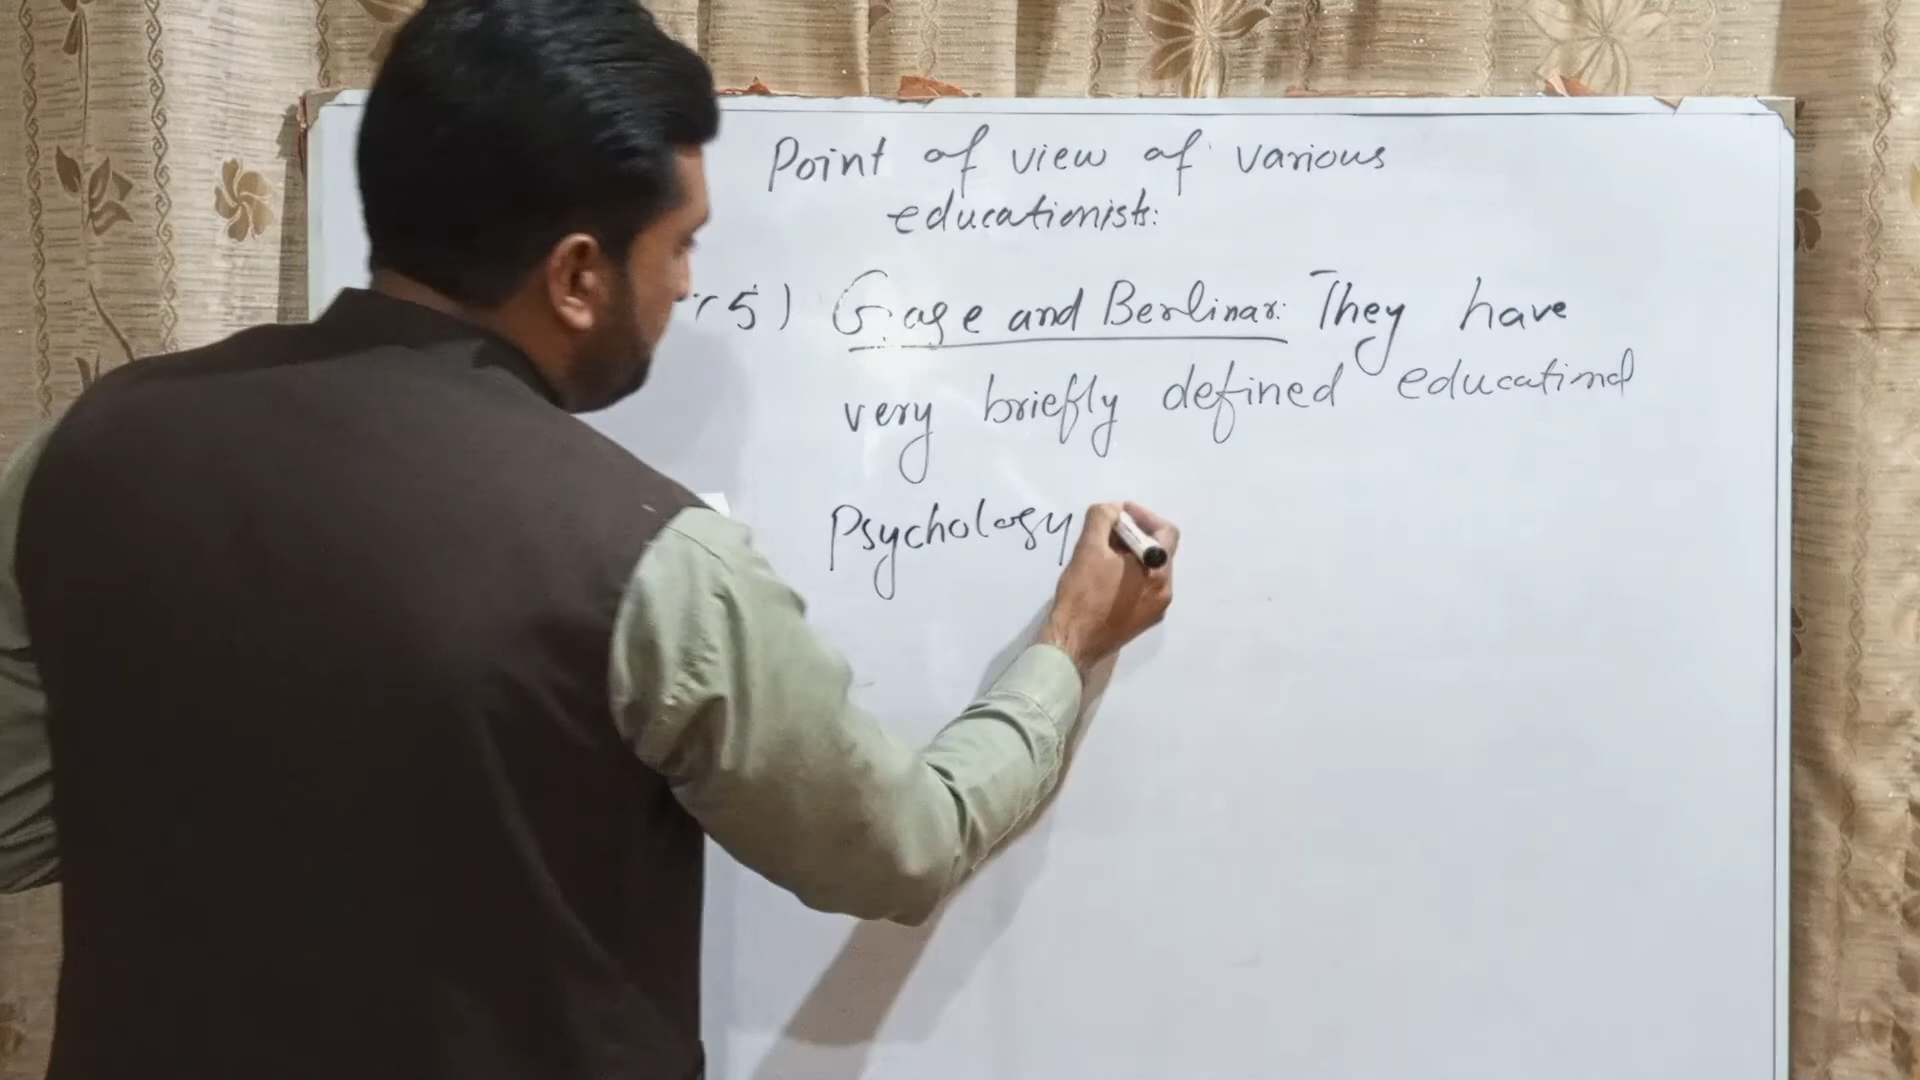 Point of view of various
educationists:
(5) Gage and Berlinar: They have
very briefly defined educational
Psychology